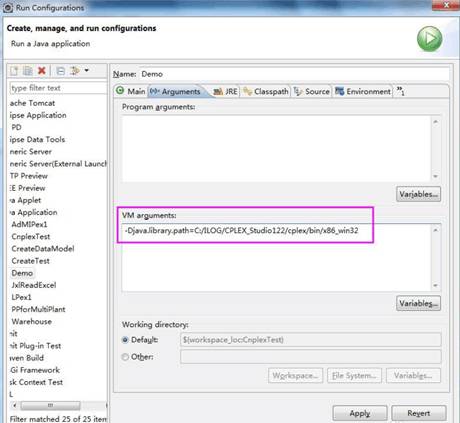 Run Configurations
Create, manage, and run configurations
Run a Java application
type filter text
ache Tomcat
ipse Application
PD
ipse Data Tools
neric Server
neric Server(External Launch
TP Preview
EE Preview
va Applet
va Application
AdMIPex1
CnplexTest
CreateDataModel
CreateTest
Demo
JxlReadExcel
LPex1
PPforMultiPlant
Warehouse
nit
nit Plug-in Test
aven Build
Gi Framework
sk Context Test
Filter matched 25 of 25 item
Name: Demo
Main
Arguments
JRE
Classpath
Source
Environment
»1
Program arguments:
Variables...
VM arguments:
-Djava.library.path=C:/ILOG/CPLEX_Studio122/cplex/bin/x86_win32
Variables...
Working directory:
Default:
${workspace_loc:CnplexTest}
Other:
Workspace...
File System...
Variables...
Apply
Revert